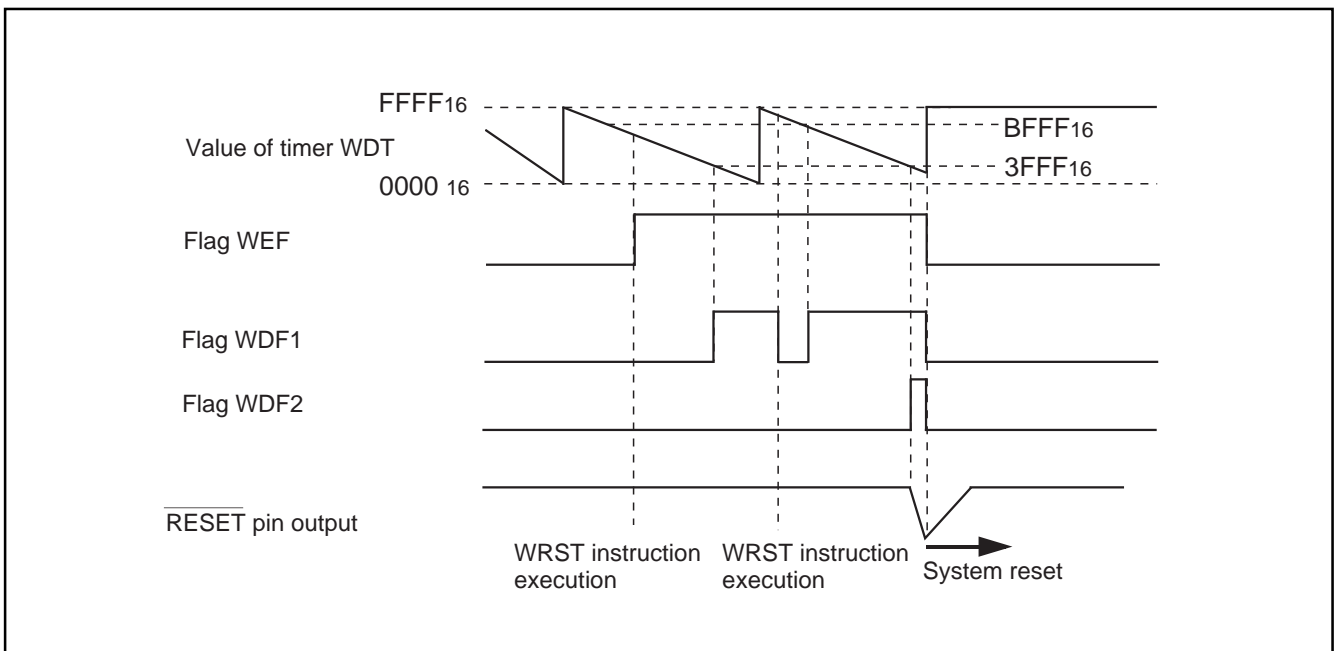 FFFF16
BFFF16
Value of timer WDT
3FFF16
0000 16
Flag WEF
Flag WDF1
Flag WDF2
RESET pin output
WRST instruction
execution
WRST instruction
execution
System reset